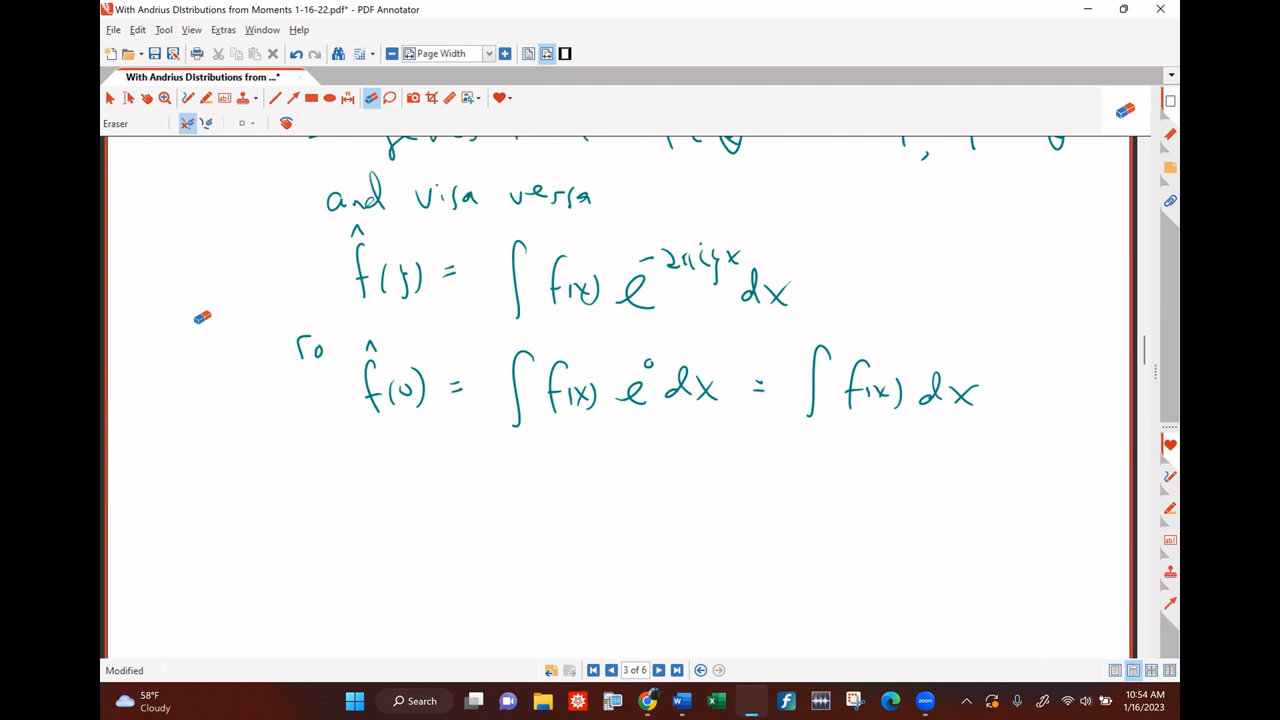 With Andrius DIstributions from Moments 1-16-22.pdf* - PDF Annotator
File Edit Tool View Extras Window Help
Page Width
With Andrius DIstributions from ...*
Eraser
and visa versa
f̂(ξ) = ∫ f(x) e^{-2πiξx} dx
so f̂(0) = ∫ f(x) e^0 dx = ∫ f(x) dx
Modified
3 of 6
58°F
Cloudy
Search
zoom
10:54 AM
1/16/2023